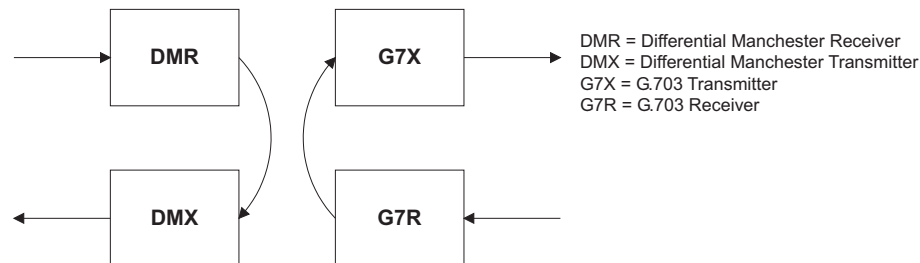 DMR
G7X
DMR = Differential Manchester Receiver
DMX = Differential Manchester Transmitter
G7X = G.703 Transmitter
G7R = G.703 Receiver
DMX
G7R